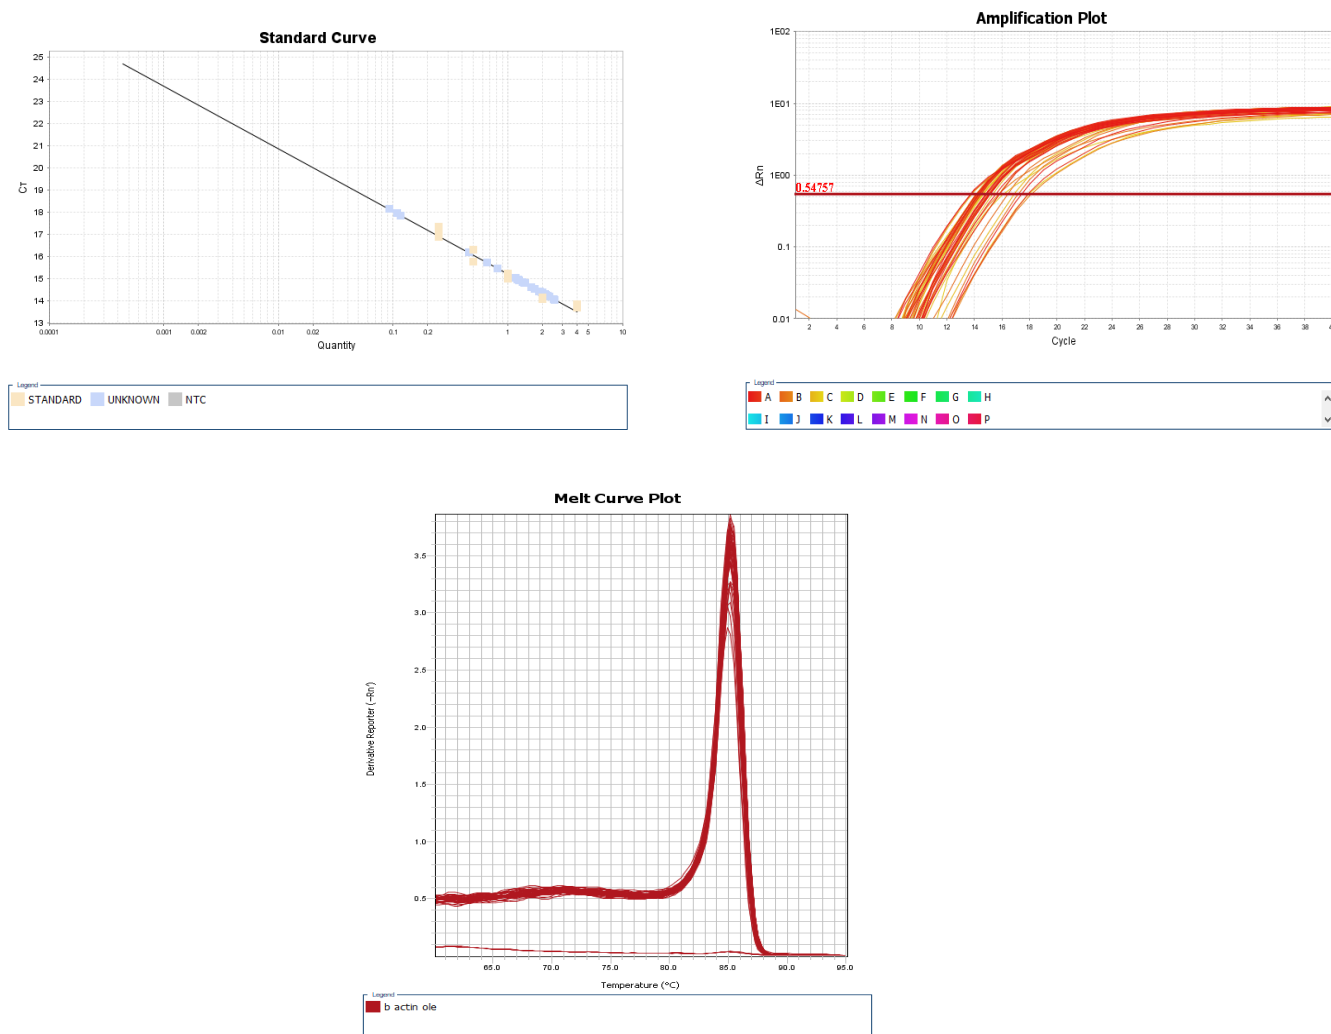 Standard Curve
25
24
23
22
21
20
19
18
17
16
15
14
13
CT
0.0001
0.001
0.002
0.01
0.02
0.1
0.2
1
2
3
4
5
10
Quantity
Legend
STANDARD UNKNOWN NTC
Amplification Plot
1E02
1E01
1E00
0.1
0.01
ΔRn
0.54757
2 4 6 8 10 12 14 16 18 20 22 24 26 28 30 32 34 36 38
Cycle
Legend
A B C D E F G H
I J K L M N O P
Melt Curve Plot
3.5
3.0
2.5
2.0
1.5
1.0
0.5
Derivative Reporter (-Rn')
65.0 70.0 75.0 80.0 85.0 90.0 95.0
Temperature (°C)
Legend
b actin ole